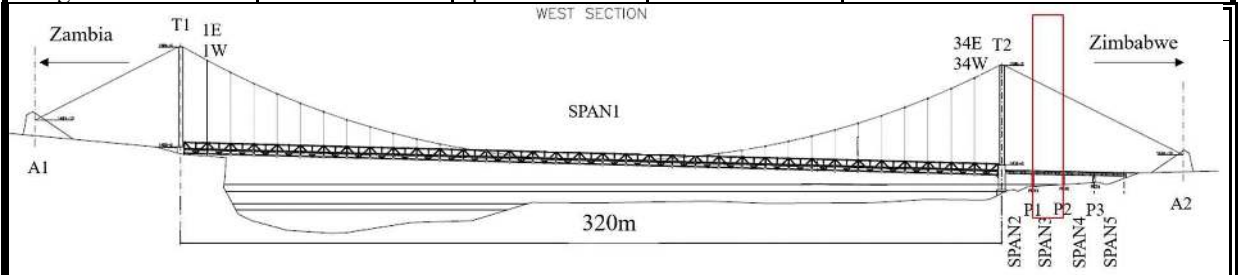 WEST SECTION
Zambia
T1
1E
1W
34E
34W
T2
Zimbabwe
SPAN1
A1
320m
P1
P2
P3
A2
SPAN2
SPAN3
SPAN4
SPAN5